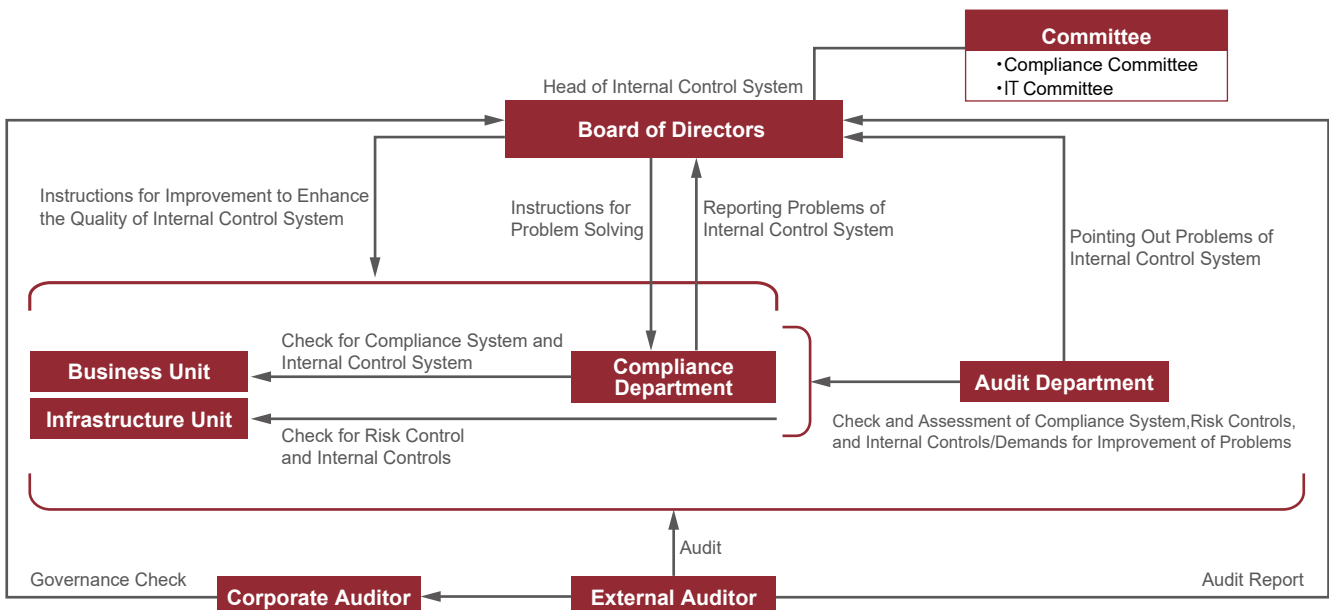 Committee
・Compliance Committee
・IT Committee
Head of Internal Control System
Board of Directors
Instructions for Improvement to Enhance
the Quality of Internal Control System
Instructions for
Problem Solving
Reporting Problems of
Internal Control System
Pointing Out Problems of
Internal Control System
Check for Compliance System and
Internal Control System
Business Unit
Compliance
Department
Audit Department
Infrastructure Unit
Check for Risk Control
and Internal Controls
Check and Assessment of Compliance System,Risk Controls,
and Internal Controls/Demands for Improvement of Problems
Audit
Governance Check
Corporate Auditor
External Auditor
Audit Report